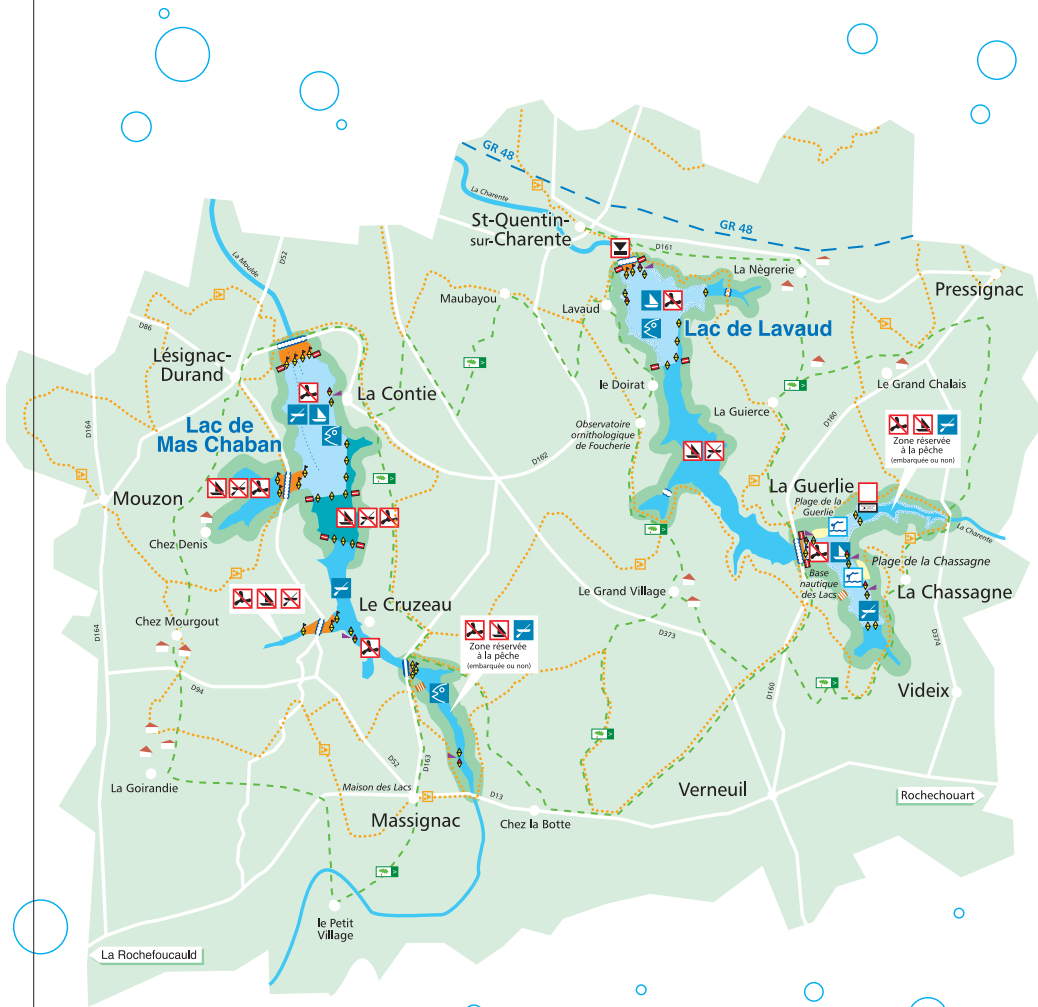 GR 48
La Charente
St-Quentin-
sur-Charente
GR 48
D161
La Nègrerie
Pressignac
La Moulde
D52
Maubayou
Lavaud
Lac de Lavaud
D86
Lésignac-
Durand
La Contie
le Doirat
Le Grand Chalais
La Guierce
D160
Lac de
Mas Chaban
Observatoire
ornithologique
de Foucherie
Zone réservée
à la pêche
(embarquée ou non)
D164
D162
Mouzon
La Guerlie
Plage de la
Guerlie
La Charente
Chez Denis
Plage de la Chassagne
Base
nautique
des Lacs
La Chassagne
Le Grand Village
Le Cruzeau
Chez Mourgout
D164
D373
D374
Zone réservée
à la pêche
(embarquée ou non)
D94
D160
Videix
La Goirandie
D52
D163
Maison des Lacs
D13
Verneuil
Rochechouart
Massignac
Chez la Botte
le Petit
Village
La Rochefoucauld